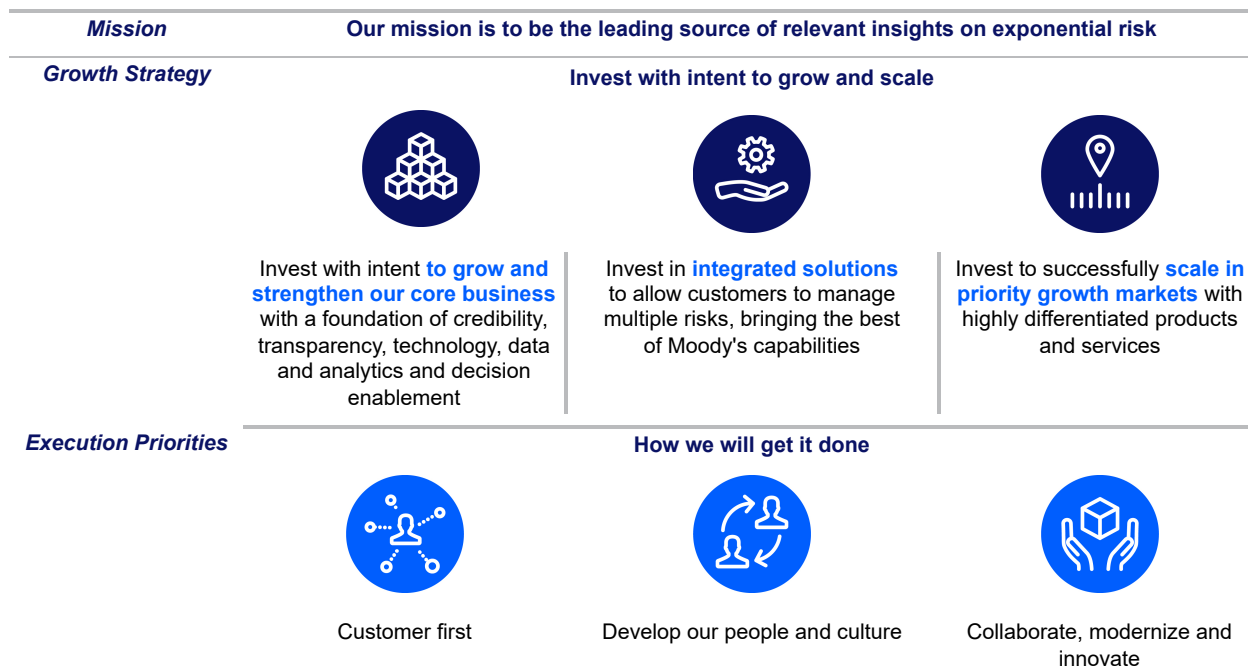 Mission
Our mission is to be the leading source of relevant insights on exponential risk
Growth Strategy
Invest with intent to grow and scale
Invest with intent to grow and
strengthen our core business
with a foundation of credibility,
transparency, technology, data
and analytics and decision
enablement
Invest in integrated solutions
to allow customers to manage
multiple risks, bringing the best
of Moody's capabilities
Invest to successfully scale in
priority growth markets with
highly differentiated products
and services
Execution Priorities
How we will get it done
Customer first
Develop our people and culture
Collaborate, modernize and
innovate